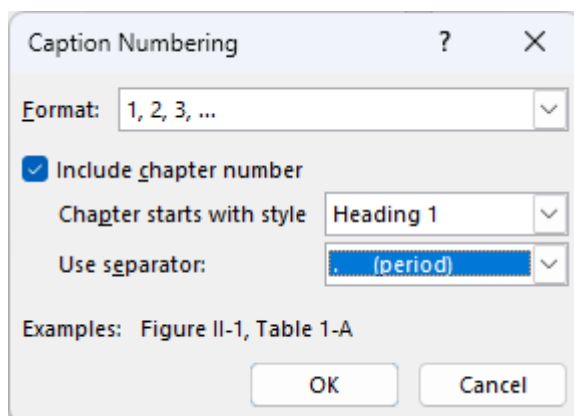 Caption Numbering ?
Format: 1, 2, 3, ...
Include chapter number
Chapter starts with style Heading 1
Use separator: . (period)
Examples: Figure II-1, Table 1-A
OK Cancel